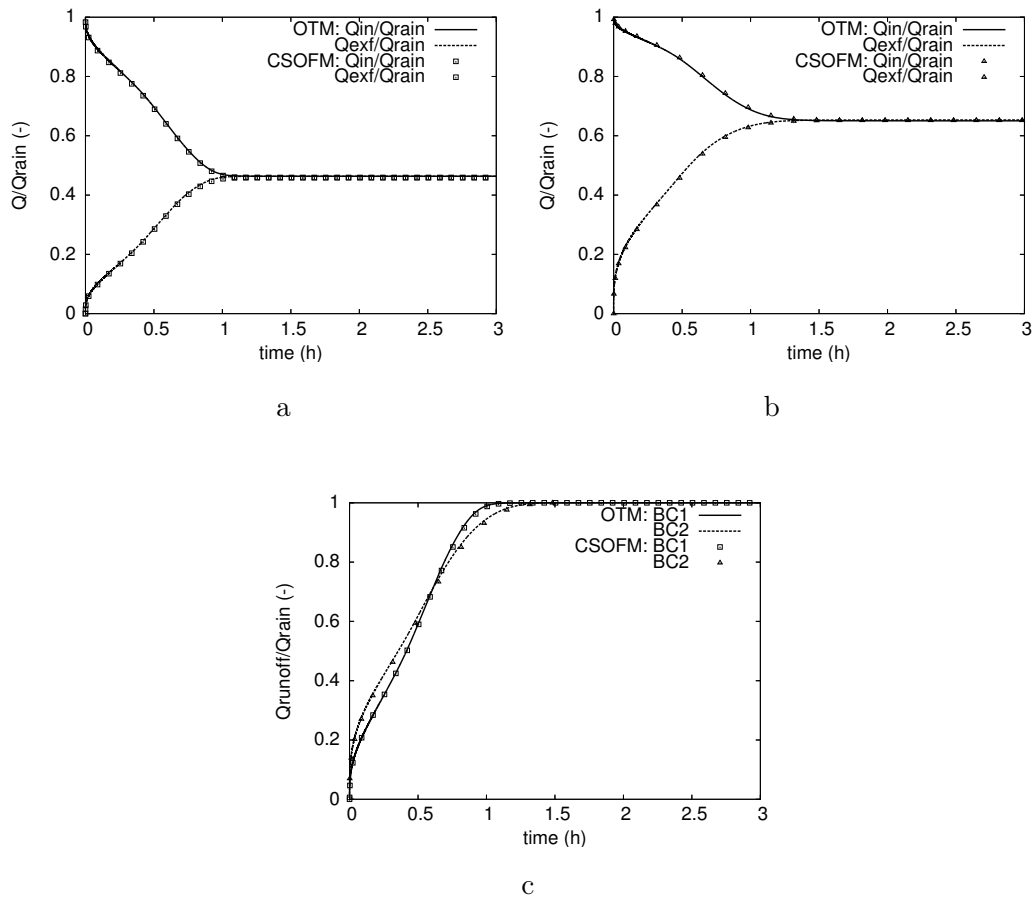 Q/Qrain (-)
1
0.8
0.6
0.4
0.2
0
OTM: Qin/Qrain
Qexf/Qrain
CSOFM: Qin/Qrain
Qexf/Qrain
0 0.5 1 1.5 2 2.5 3
time (h)
a
Q/Qrain (-)
1
0.8
0.6
0.4
0.2
0
OTM: Qin/Qrain
Qexf/Qrain
CSOFM: Qin/Qrain
Qexf/Qrain
0 0.5 1 1.5 2 2.5 3
time (h)
b
Qrunoff/Qrain (-)
1
0.8
0.6
0.4
0.2
0
OTM: BC1
BC2
CSOFM: BC1
BC2
0 0.5 1 1.5 2 2.5 3
time (h)
c